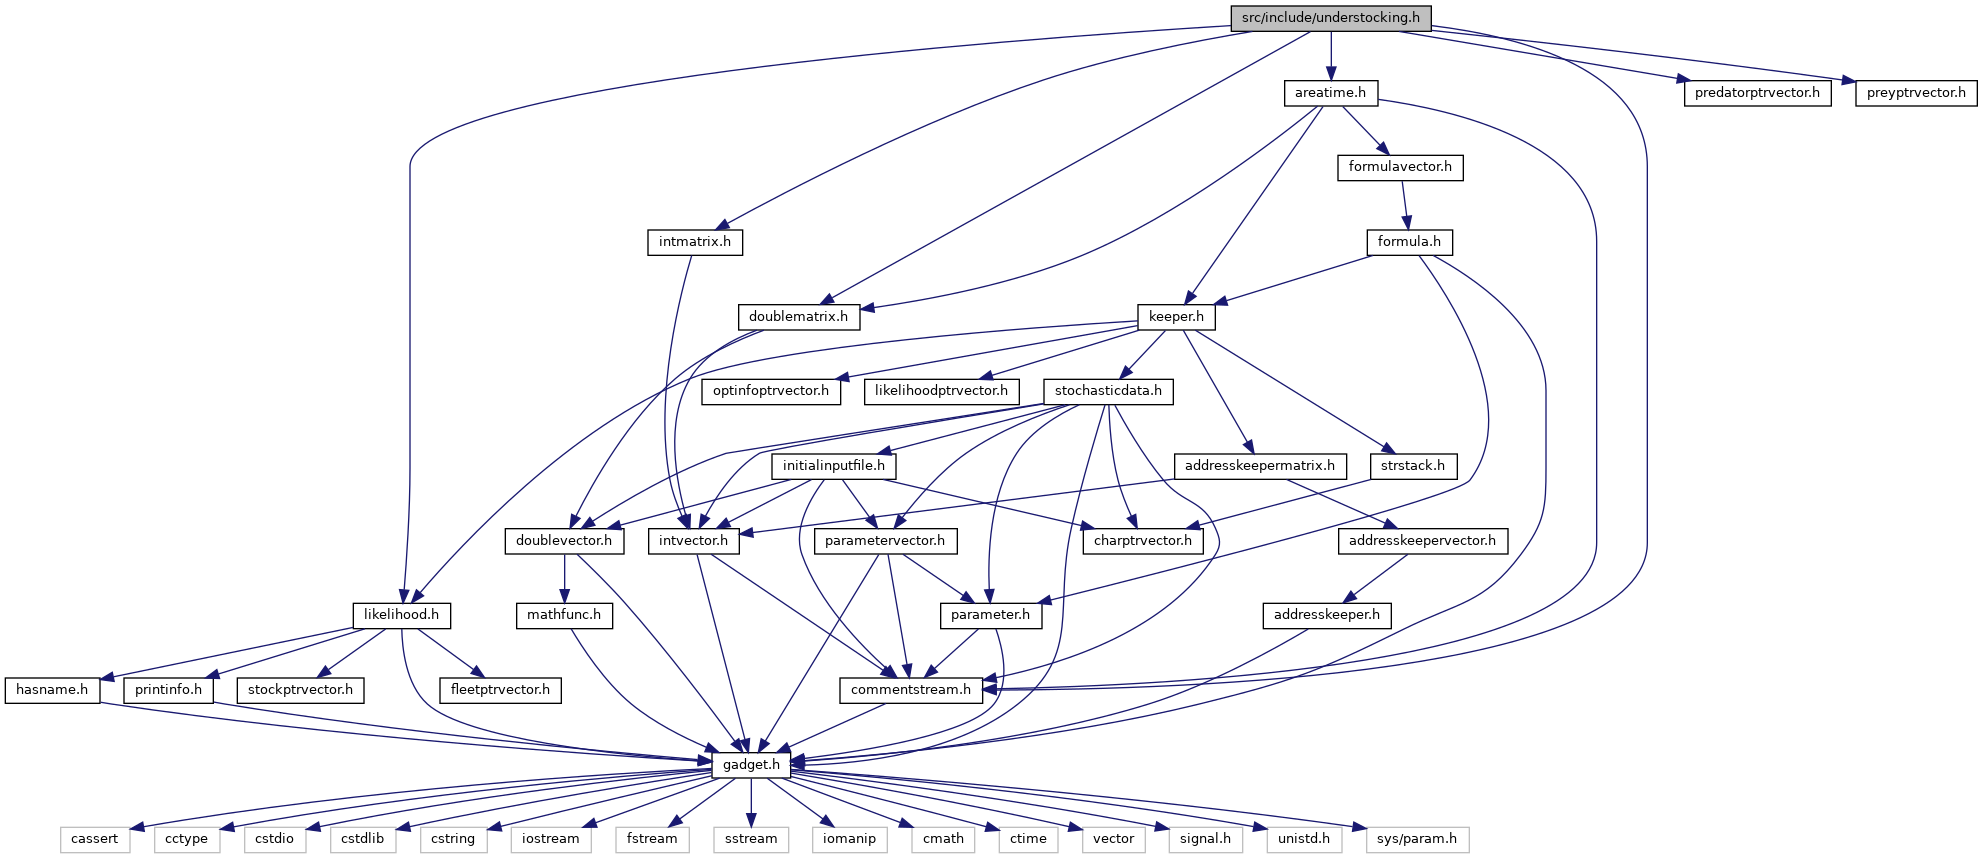 src/include/understocking.h
areatime.h
predatorptrvector.h
preyptrvector.h
formulavector.h
intmatrix.h
formula.h
doublematrix.h
keeper.h
optinfoptrvector.h
likelihoodptrvector.h
stochasticdata.h
initialinputfile.h
addresskeepermatrix.h
strstack.h
doublevector.h
intvector.h
parametervector.h
charptrvector.h
addresskeepervector.h
likelihood.h
mathfunc.h
parameter.h
addresskeeper.h
hasname.h
printinfo.h
stockptrvector.h
fleetptrvector.h
commentstream.h
gadget.h
cassert
cctype
cstdio
cstdlib
cstring
iostream
fstream
sstream
iomanip
cmath
ctime
vector
signal.h
unistd.h
sys/param.h